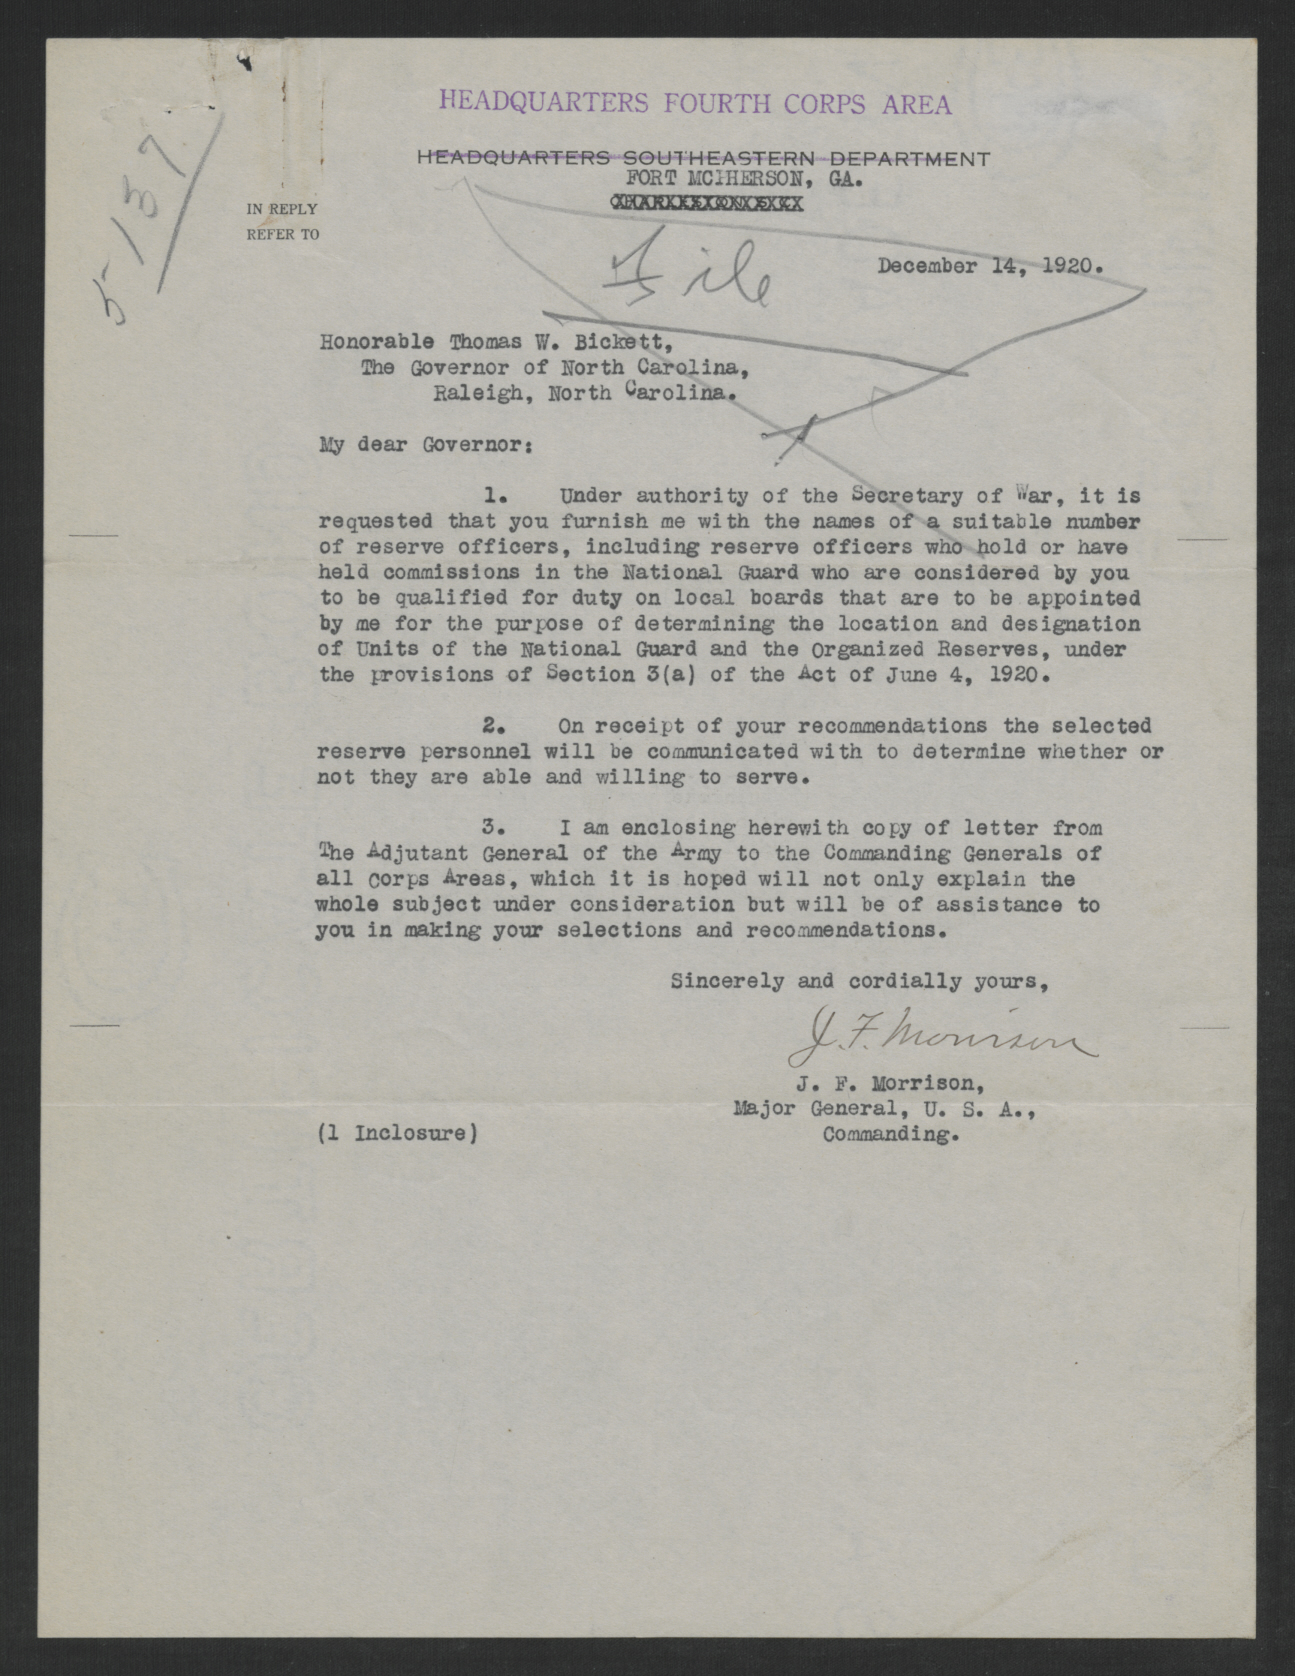 5-137
HEADQUARTERS FOURTH CORPS AREA
HEADQUARTERS SOUTHEASTERN DEPARTMENT
FORT MCPHERSON, GA.
IN REPLY
REFER TO
File
December 14, 1920.
Honorable Thomas W. Bickett,
The Governor of North Carolina,
Raleigh, North Carolina.
My dear Governor:
1. Under authority of the Secretary of War, it is
requested that you furnish me with the names of a suitable number
of reserve officers, including reserve officers who hold or have
held commissions in the National Guard who are considered by you
to be qualified for duty on local boards that are to be appointed
by me for the purpose of determining the location and designation
of Units of the National Guard and the Organized Reserves, under
the provisions of Section 3(a) of the Act of June 4, 1920.
2. On receipt of your recommendations the selected
reserve personnel will be communicated with to determine whether or
not they are able and willing to serve.
3. I am enclosing herewith copy of letter from
The Adjutant General of the Army to the Commanding Generals of
all Corps Areas, which it is hoped will not only explain the
whole subject under consideration but will be of assistance to
you in making your selections and recommendations.
Sincerely and cordially yours,
J. F. Morrison
J. F. Morrison,
Major General, U. S. A.,
(1 Inclosure) Commanding.